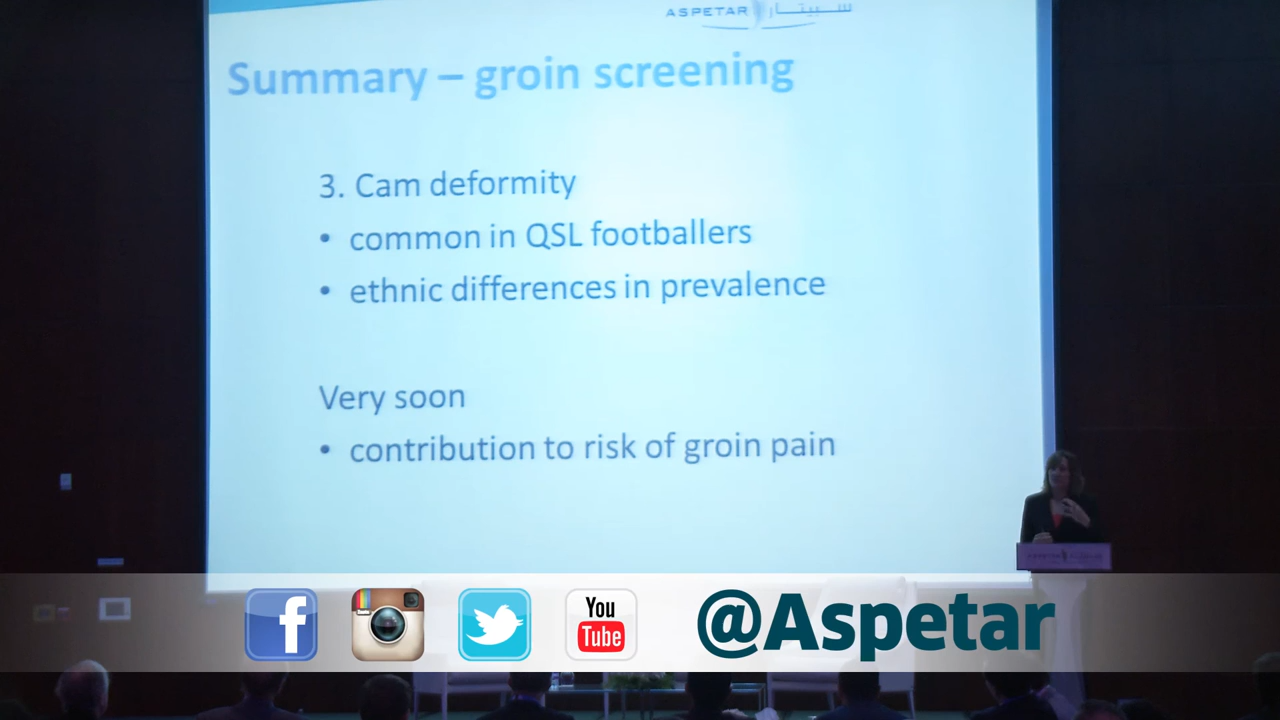 ASPETAR سبيتار
Summary – groin screening
3. Cam deformity
• common in QSL footballers
• ethnic differences in prevalence
Very soon
• contribution to risk of groin pain
ASPETAR
f
You
Tube
@Aspetar